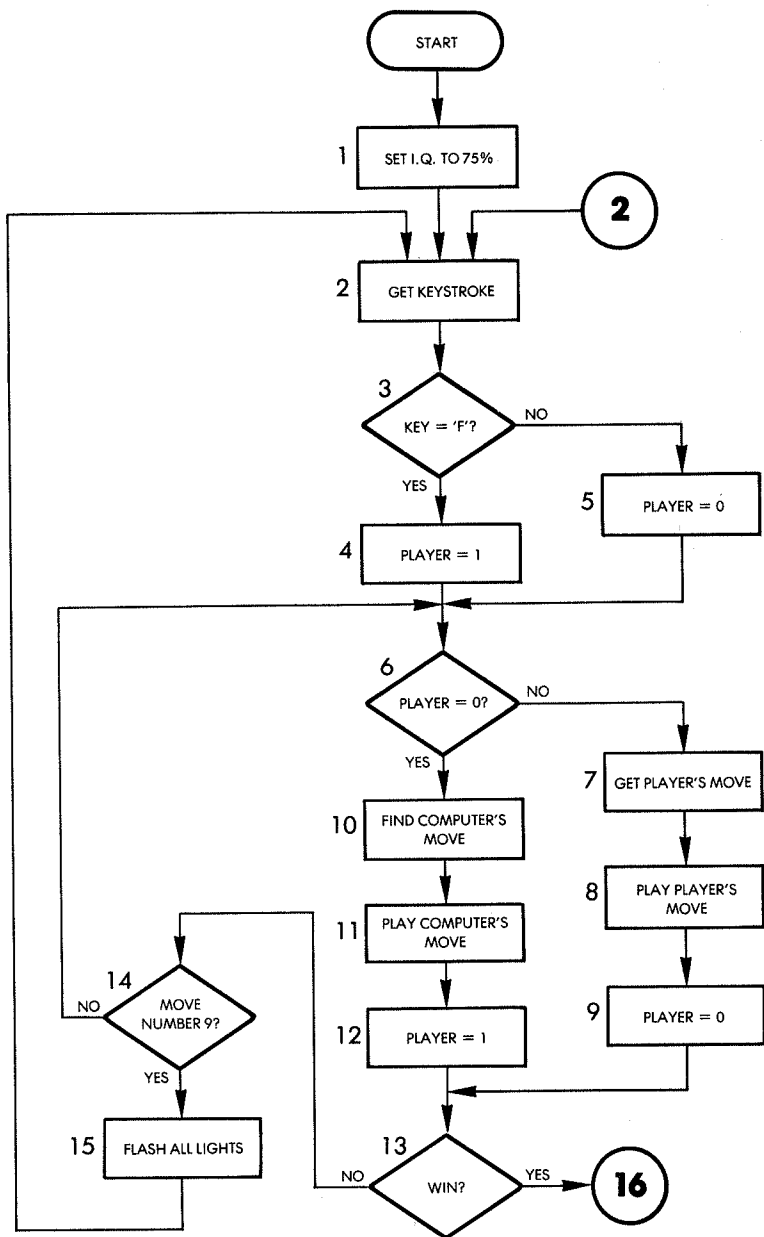 START
1
SET I.Q. TO 75%
2
2
GET KEYSTROKE
3
KEY = 'F'?
NO
YES
5
PLAYER = 0
4
PLAYER = 1
6
PLAYER = 0?
NO
YES
7
GET PLAYER'S MOVE
10
FIND COMPUTER'S
MOVE
8
PLAY PLAYER'S
MOVE
11
PLAY COMPUTER'S
MOVE
14
MOVE
NUMBER 9?
NO
YES
12
PLAYER = 1
9
PLAYER = 0
15
FLASH ALL LIGHTS
13
WIN?
NO
YES
16